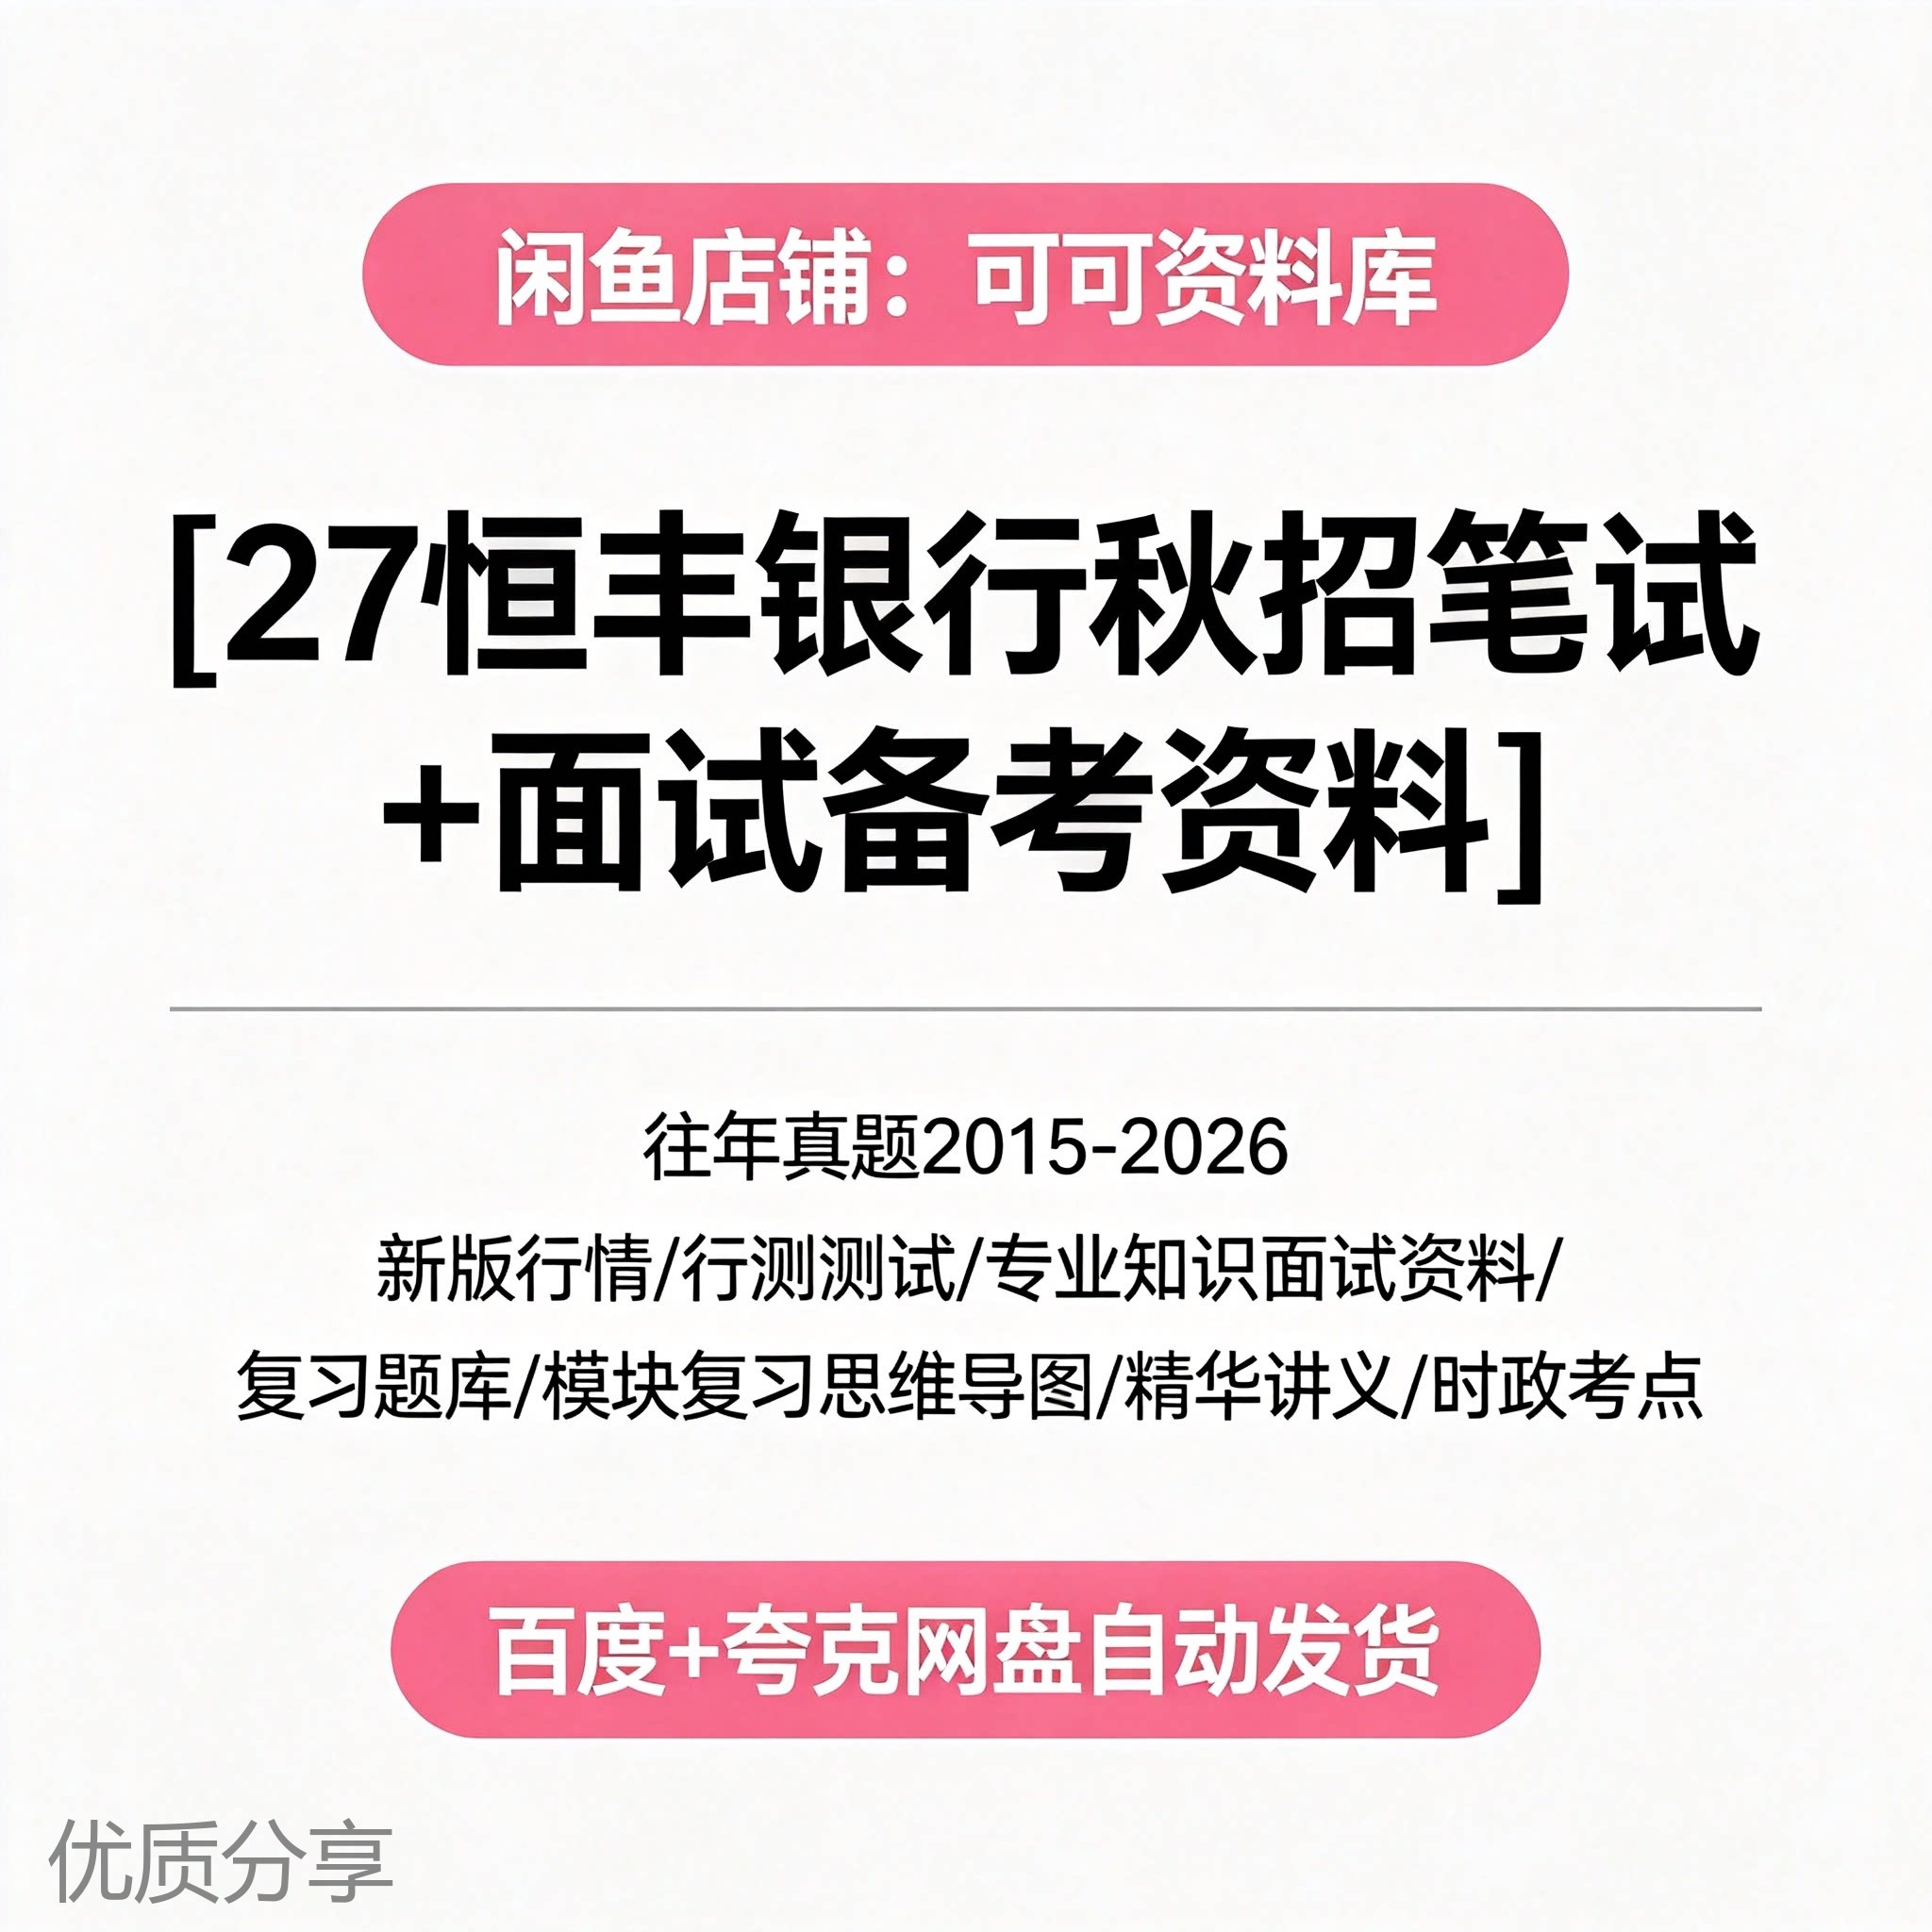 闲鱼店铺：可可资料库
[27恒丰银行秋招笔试
+面试备考资料]
往年真题2015-2026
新版行情/行测测试/专业知识面试资料/
复习题库/模块复习思维导图/精华讲义/时政考点
百度+夸克网盘自动发货
优质分享